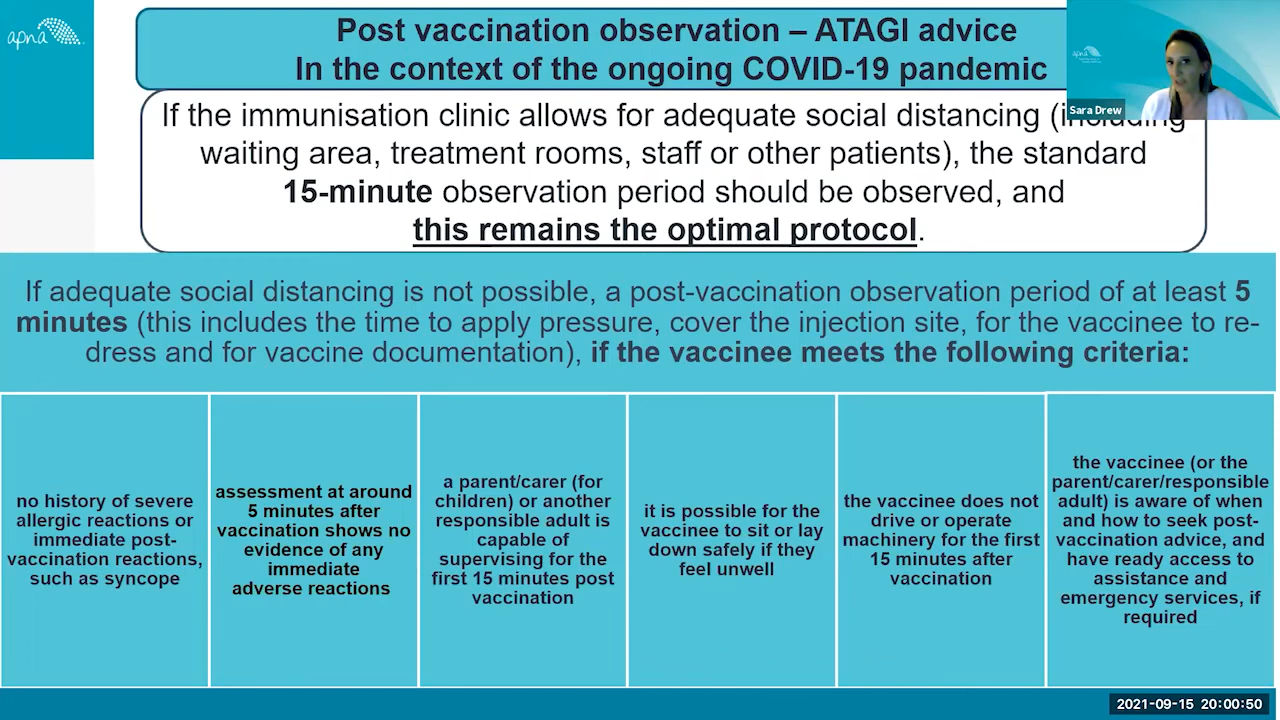 apna
Post vaccination observation – ATAGI advice
In the context of the ongoing COVID-19 pandemic
Sara Drew
If the immunisation clinic allows for adequate social distancing (including
waiting area, treatment rooms, staff or other patients), the standard
15-minute observation period should be observed, and
this remains the optimal protocol.
If adequate social distancing is not possible, a post-vaccination observation period of at least 5
minutes (this includes the time to apply pressure, cover the injection site, for the vaccinee to re-
dress and for vaccine documentation), if the vaccinee meets the following criteria:
no history of severe
allergic reactions or
immediate post-
vaccination reactions,
such as syncope
assessment at around
5 minutes after
vaccination shows no
evidence of any
immediate
adverse reactions
a parent/carer (for
children) or another
responsible adult is
capable of
supervising for the
first 15 minutes post
vaccination
it is possible for the
vaccinee to sit or lay
down safely if they
feel unwell
the vaccinee does not
drive or operate
machinery for the first
15 minutes after
vaccination
the vaccinee (or the
parent/carer/responsible
adult) is aware of when
and how to seek post-
vaccination advice, and
have ready access to
assistance and
emergency services, if
required
2021-09-15 20:00:50